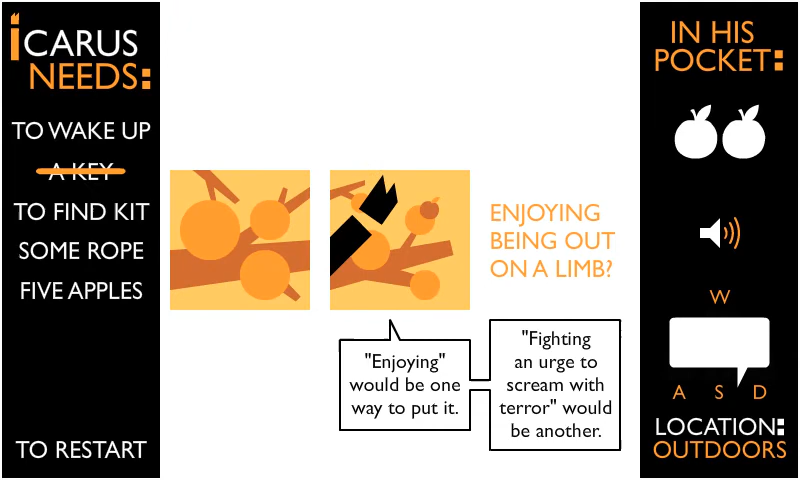 iCARUS
NEEDS:
TO WAKE UP
A KEY
TO FIND KIT
SOME ROPE
FIVE APPLES
TO RESTART
ENJOYING
BEING OUT
ON A LIMB?
"Enjoying"
would be one
way to put it.
"Fighting
an urge to
scream with
terror" would
be another.
IN HIS
POCKET:
W
A S D
LOCATION:
OUTDOORS